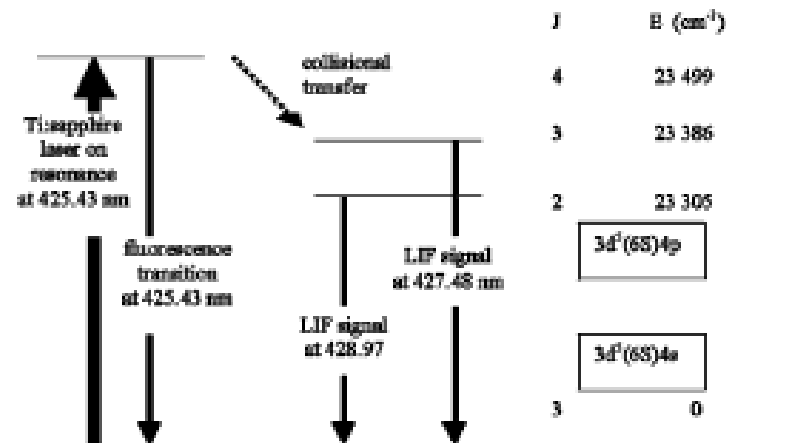 J E (cm⁻¹)
4 23 499
3 23 386
2 23 305
3d⁵(6S)4p
3d⁵(6S)4s
3 0
collisional
transfer
Ti:sapphire
laser on
resonance
at 425.43 nm
fluorescence
transition
at 425.43 nm
LIF signal
at 427.48 nm
LIF signal
at 428.97